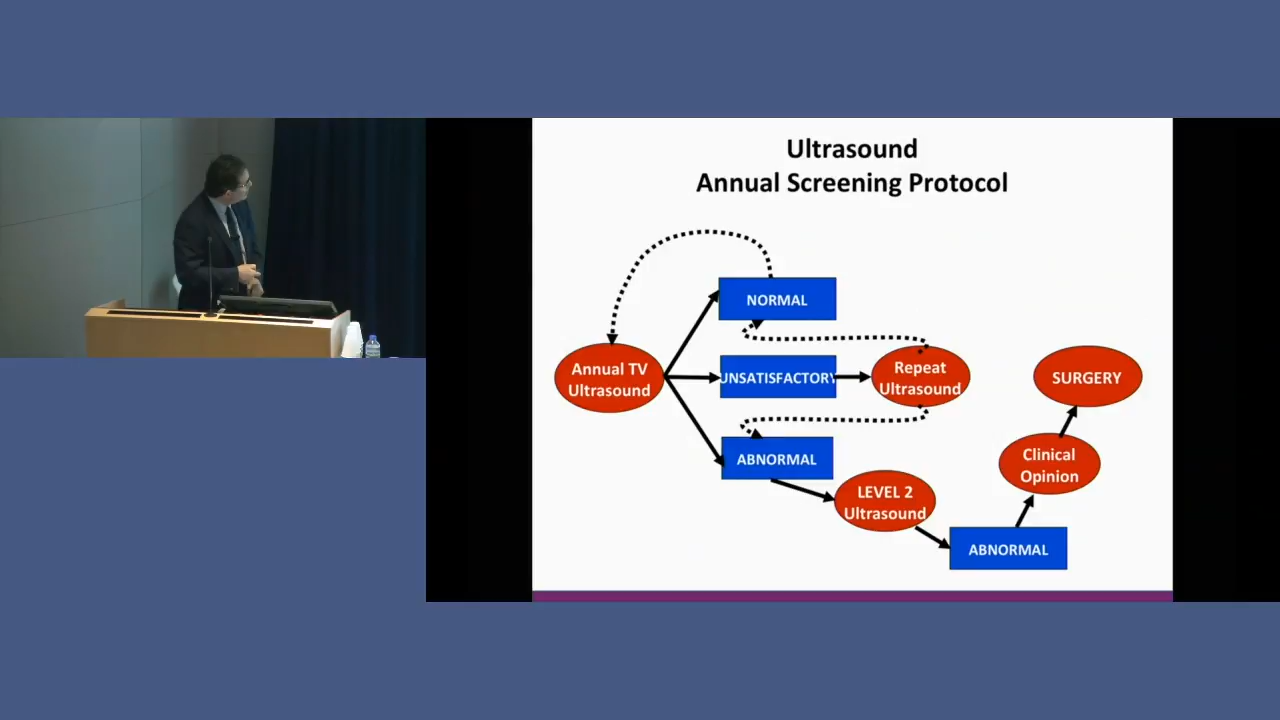 Ultrasound
Annual Screening Protocol
NORMAL
Annual TV
Ultrasound
UNSATISFACTORY
Repeat
Ultrasound
SURGERY
ABNORMAL
Clinical
Opinion
LEVEL 2
Ultrasound
ABNORMAL